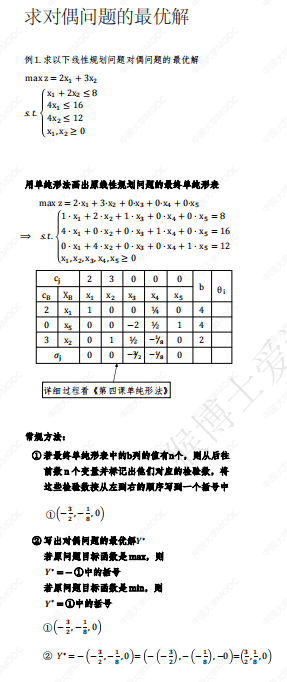 求对偶问题的最优解
例1.求以下线性规划问题对偶问题的最优解
max z = 2x₁ + 3x₂
s.t. { x₁ + 2x₂ ≤ 8
4x₁ ≤ 16
4x₂ ≤ 12
x₁, x₂ ≥ 0
用单纯形法画出原线性规划问题的最终单纯形表
max z = 2·x₁ + 3·x₂ + 0·x₃ + 0·x₄ + 0·x₅
⇒ s.t. { 1·x₁ + 2·x₂ + 1·x₃ + 0·x₄ + 0·x₅ = 8
4·x₁ + 0·x₂ + 0·x₃ + 1·x₄ + 0·x₅ = 16
0·x₁ + 4·x₂ + 0·x₃ + 0·x₄ + 1·x₅ = 12
x₁, x₂, x₃, x₄, x₅ ≥ 0
cⱼ 2 3 0 0 0 b θᵢ
c_B X_B x₁ x₂ x₃ x₄ x₅
2 x₁ 1 0 0 ¼ 0 4
0 x₅ 0 0 −2 ½ 1 4
3 x₂ 0 1 ½ −⅛ 0 2
σⱼ 0 0 −3/2 −1/8 0
详细过程看《第四课单纯形法》
常规方法:
①若最终单纯形表中的b列的值有n个，则从后往
前数n个变量并标记出他们对应的检验数，将
这些检验数按从左到右的顺序写到一个括号中
①(−3/2, −1/8, 0)
②写出对偶问题的最优解Y*
若原问题目标函数是max，则
Y* = −①中的括号
若原问题目标函数是min，则
Y* = ①中的括号
①(−3/2, −1/8, 0)
② Y* = −(−3/2, −1/8, 0)=(−(−3/2), −(−1/8), −0)=(3/2, 1/8, 0)